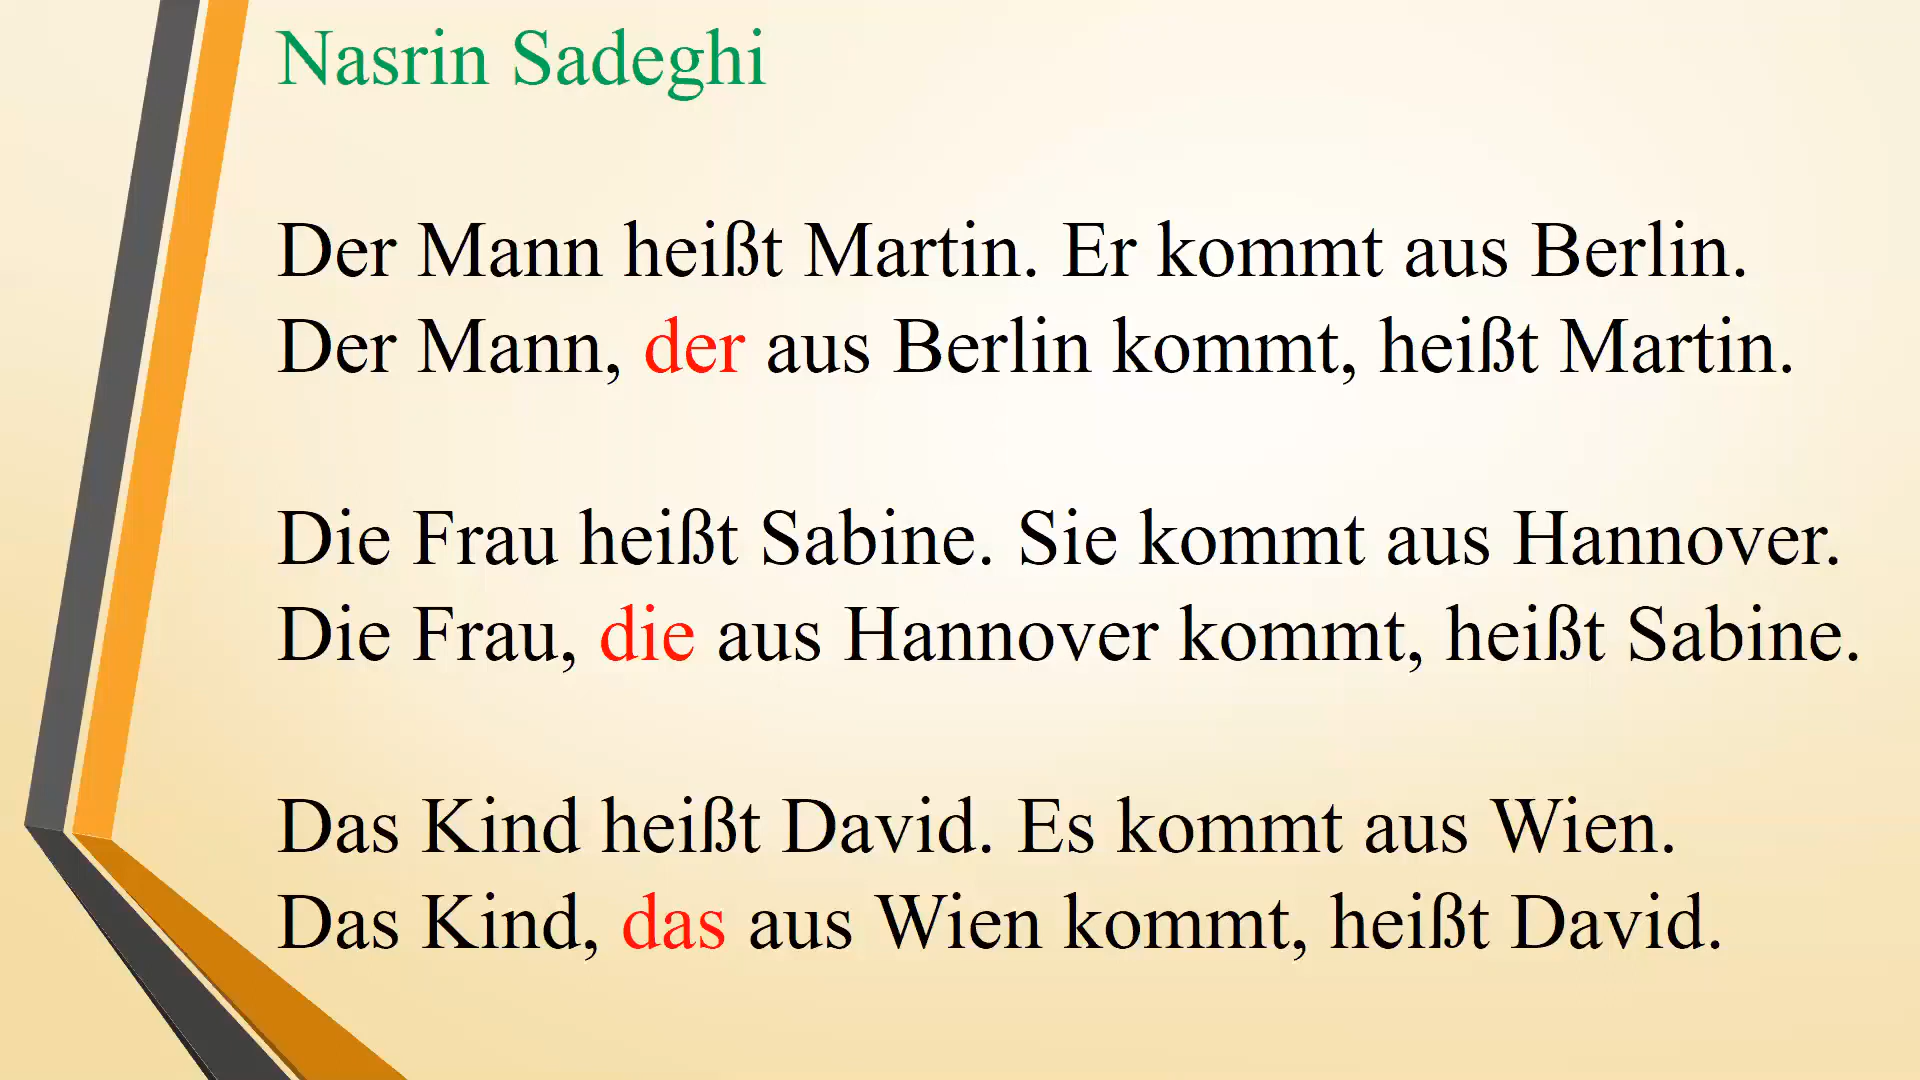 Nasrin Sadeghi
Der Mann heißt Martin. Er kommt aus Berlin.
Der Mann, der aus Berlin kommt, heißt Martin.
Die Frau heißt Sabine. Sie kommt aus Hannover.
Die Frau, die aus Hannover kommt, heißt Sabine.
Das Kind heißt David. Es kommt aus Wien.
Das Kind, das aus Wien kommt, heißt David.